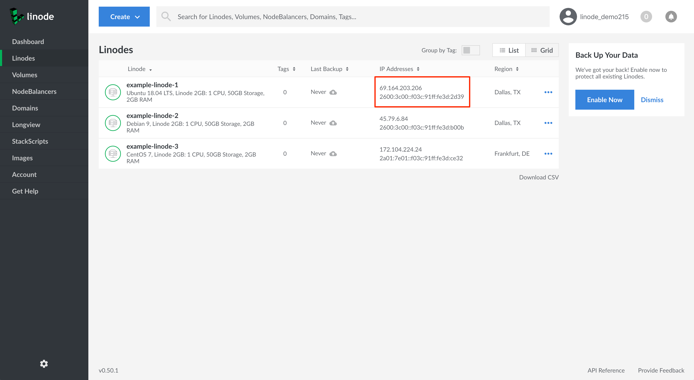 linode
Create
Search for Linodes, Volumes, NodeBalancers, Domains, Tags...
linode_demo215
0
Dashboard
Linodes
Volumes
NodeBalancers
Domains
Longview
StackScripts
Images
Account
Get Help
Linodes
Group by Tag:
List
Grid
Linode
Tags
Last Backup
IP Addresses
Region
example-linode-1
Ubuntu 18.04 LTS, Linode 2GB: 1 CPU, 50GB Storage,
2GB RAM
0
Never
69.164.203.206
2600:3c00::f03c:91ff:fe3d:2d39
Dallas, TX
example-linode-2
Debian 9, Linode 2GB: 1 CPU, 50GB Storage, 2GB
RAM
0
Never
45.79.6.84
2600:3c00::f03c:91ff:fe3d:b00b
Dallas, TX
example-linode-3
CentOS 7, Linode 2GB: 1 CPU, 50GB Storage, 2GB
RAM
0
Never
172.104.224.24
2a01:7e01::f03c:91ff:fe3d:ce32
Frankfurt, DE
Download CSV
Back Up Your Data
We've got your back! Enable now to
protect all existing Linodes.
Enable Now
Dismiss
v0.50.1
API Reference
Provide Feedback